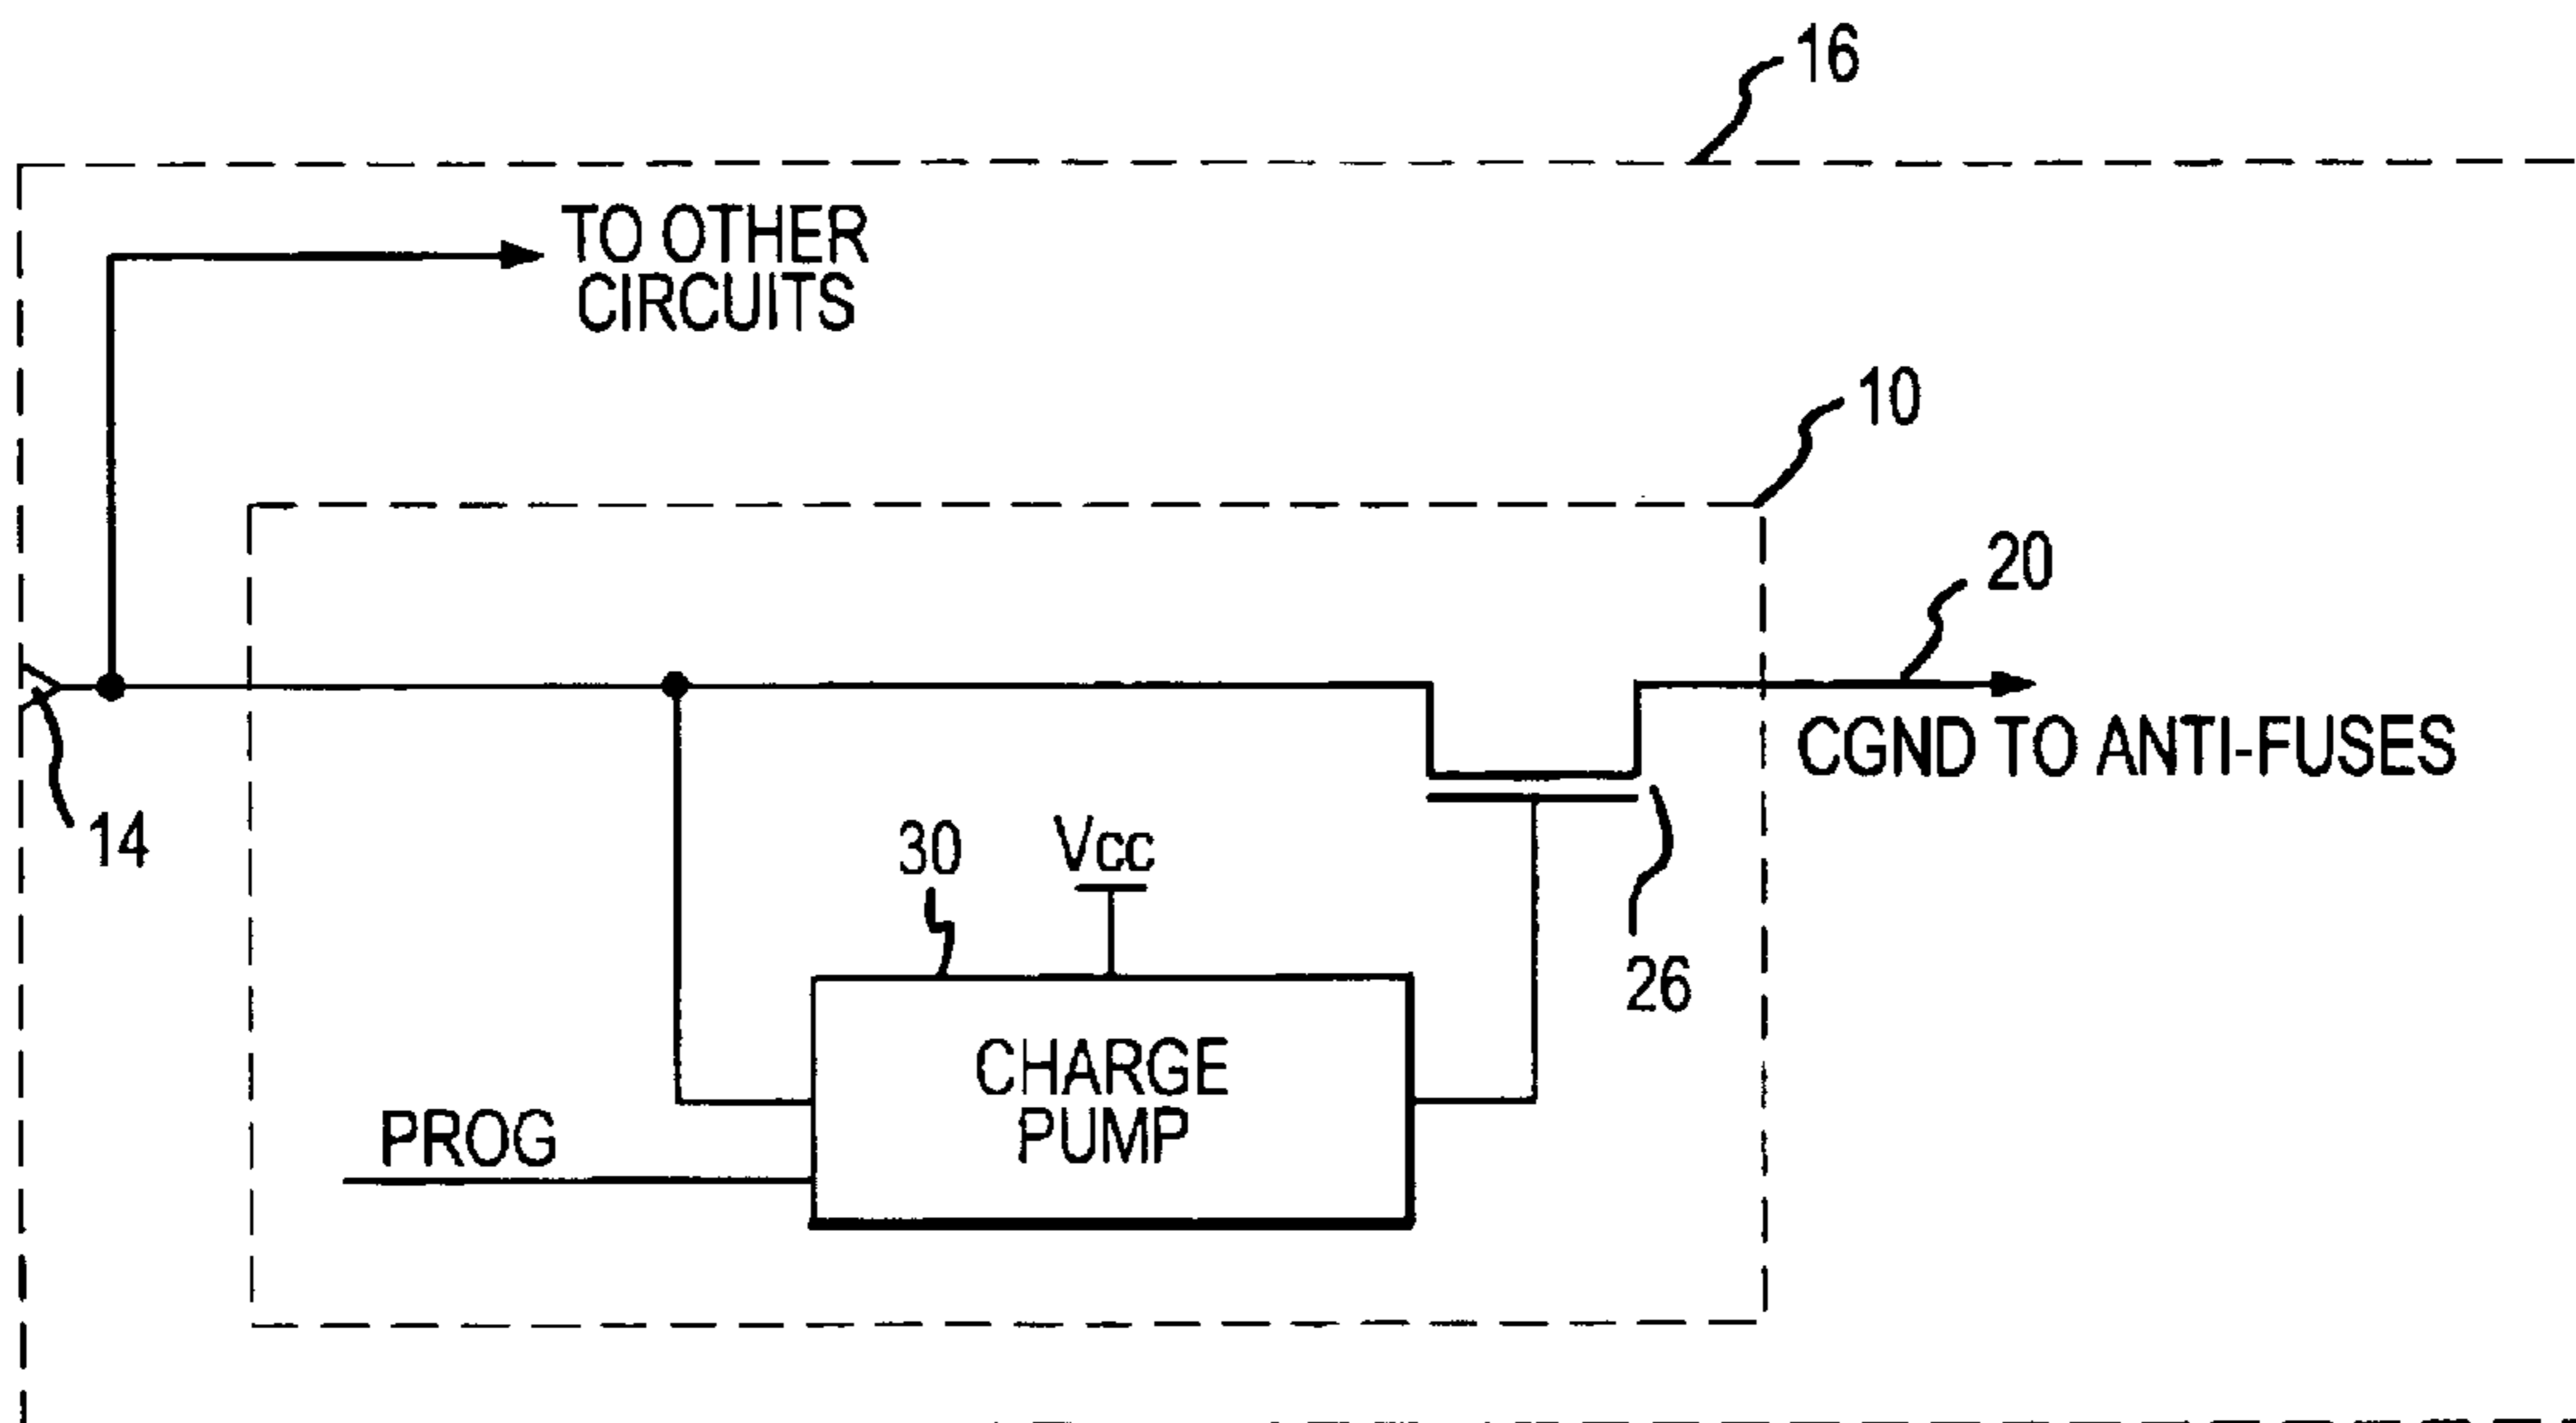 16
TO OTHER
CIRCUITS
10
20
CGND TO ANTI-FUSES
14
30
Vcc
26
CHARGE
PUMP
PROG